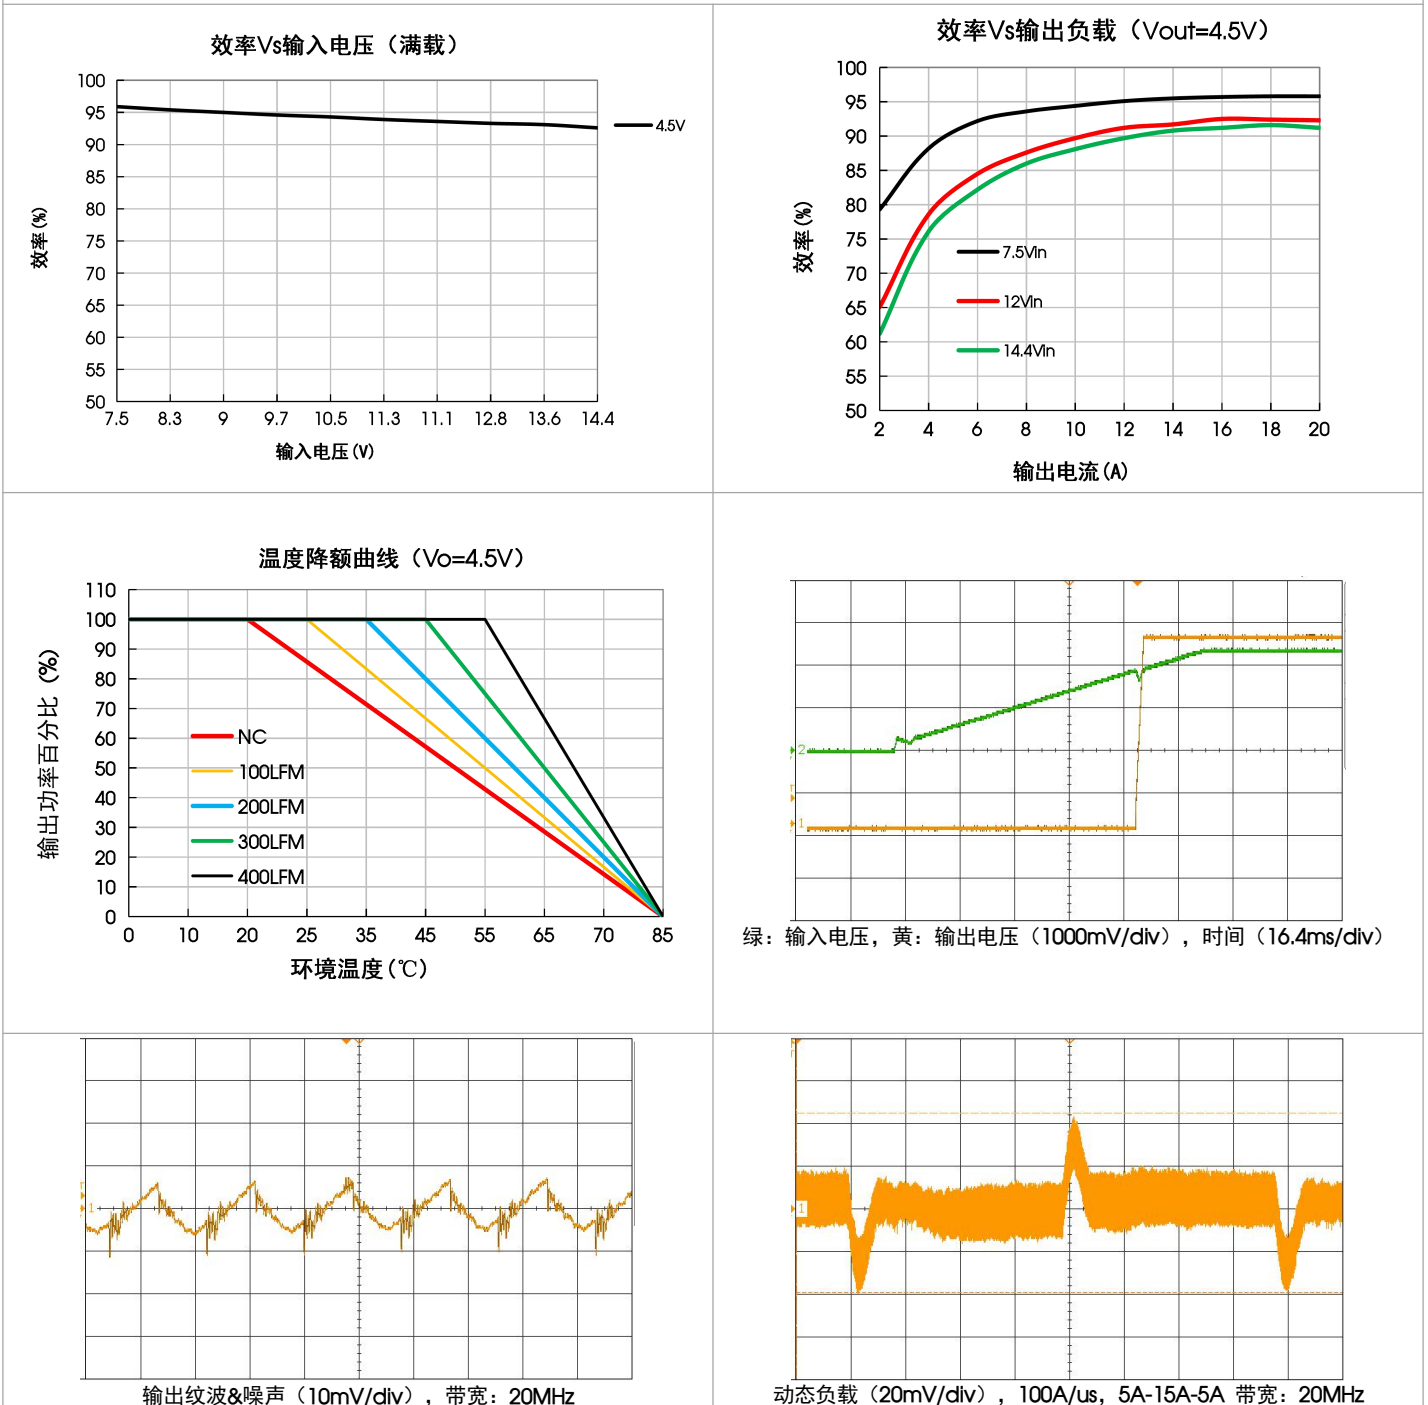 效率Vs输入电压（满载）
100
95
90
85
80
75
70
65
60
55
50
效率(%)
7.5 8.3 9 9.7 10.5 11.3 11.1 12.8 13.6 14.4
输入电压(V)
4.5V
效率Vs输出负载（Vout=4.5V）
100
95
90
85
80
75
70
65
60
55
50
效率(%)
7.5Vin
12Vin
14.4Vin
2 4 6 8 10 12 14 16 18 20
输出电流(A)
温度降额曲线（Vo=4.5V）
110
100
90
80
70
60
50
40
30
20
10
0
输出功率百分比 (%)
NC
100LFM
200LFM
300LFM
400LFM
0 10 20 25 35 45 55 65 70 85
环境温度(℃)
2
1
绿：输入电压，黄：输出电压（1000mV/div），时间（16.4ms/div）
1
输出纹波&噪声（10mV/div），带宽：20MHz
1
动态负载（20mV/div），100A/us，5A-15A-5A 带宽：20MHz